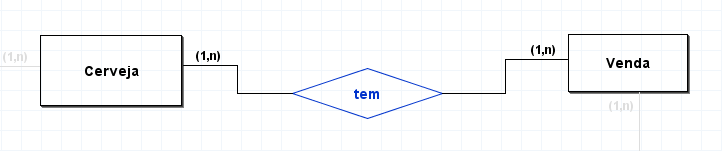 (1,n)
Cerveja
(1,n)
tem
(1,n)
Venda
(1,n)